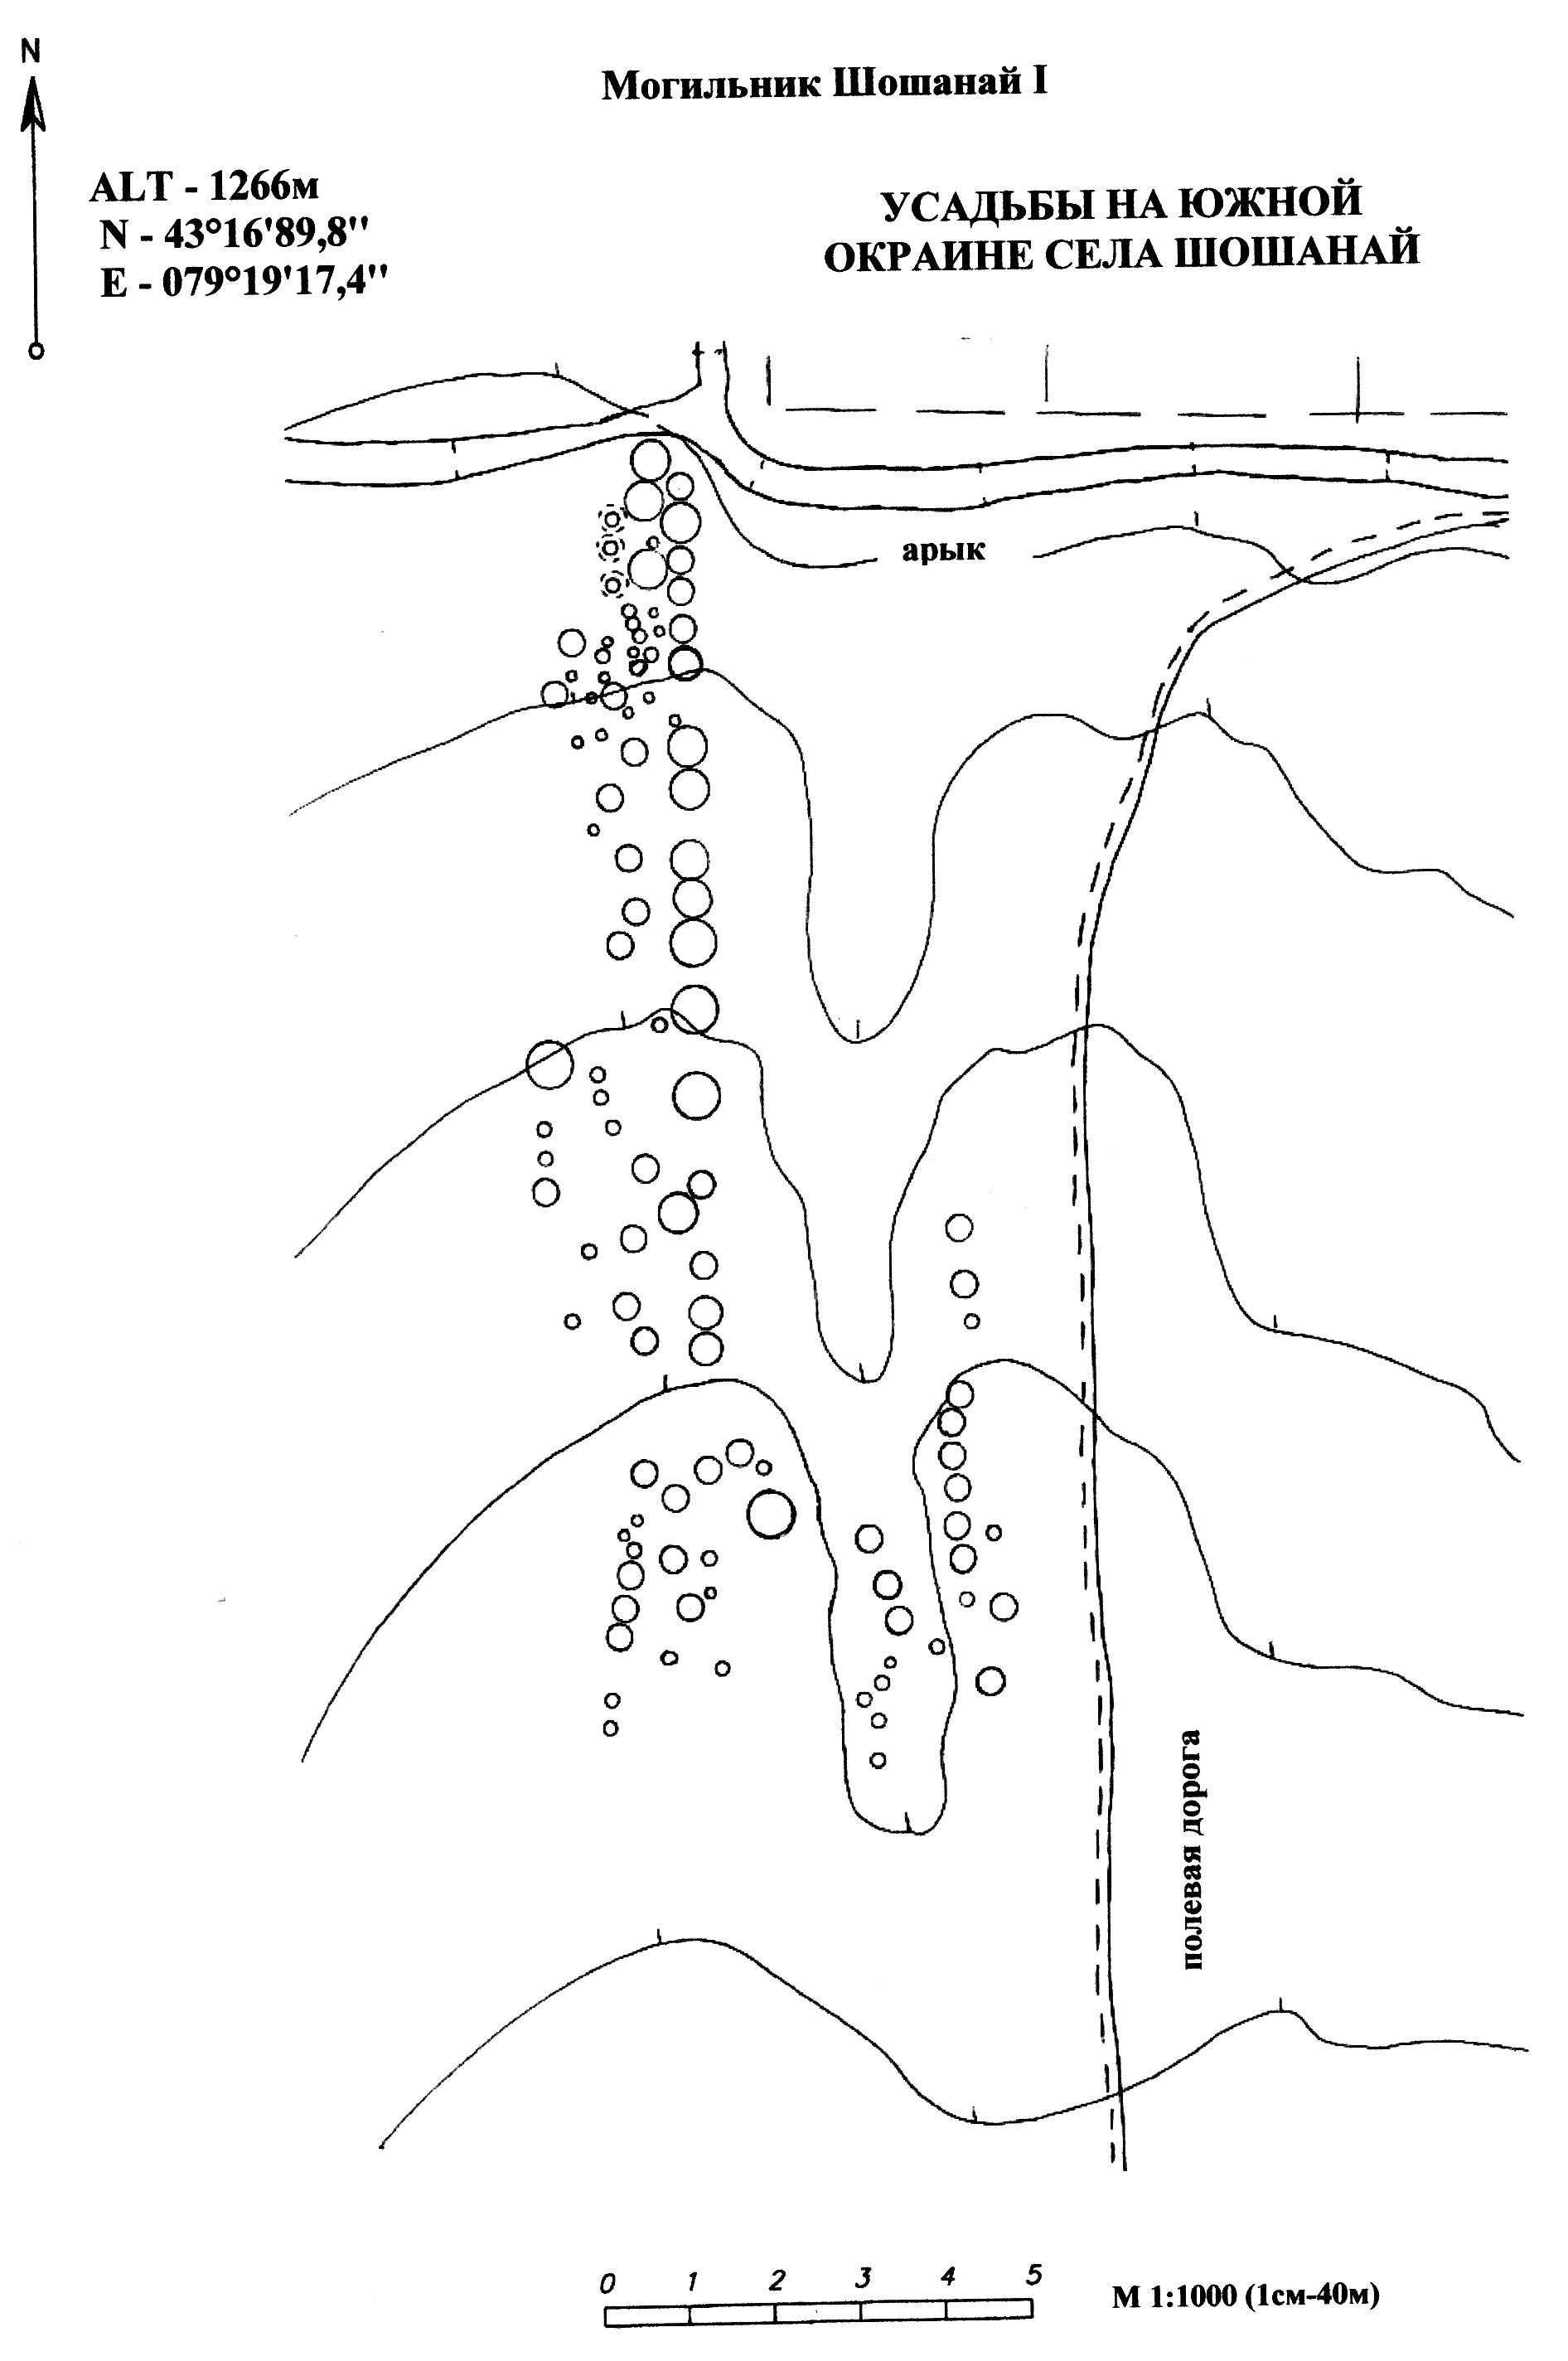 N
Могильник Шошанай I
ALT - 1266м
N - 43°16'89,8"
E - 079°19'17,4"
УСАДЬБЫ НА ЮЖНОЙ
ОКРАИНЕ СЕЛА ШОШАНАЙ
арык
полевая дорога
0 1 2 3 4 5
М 1:1000 (1см-40м)